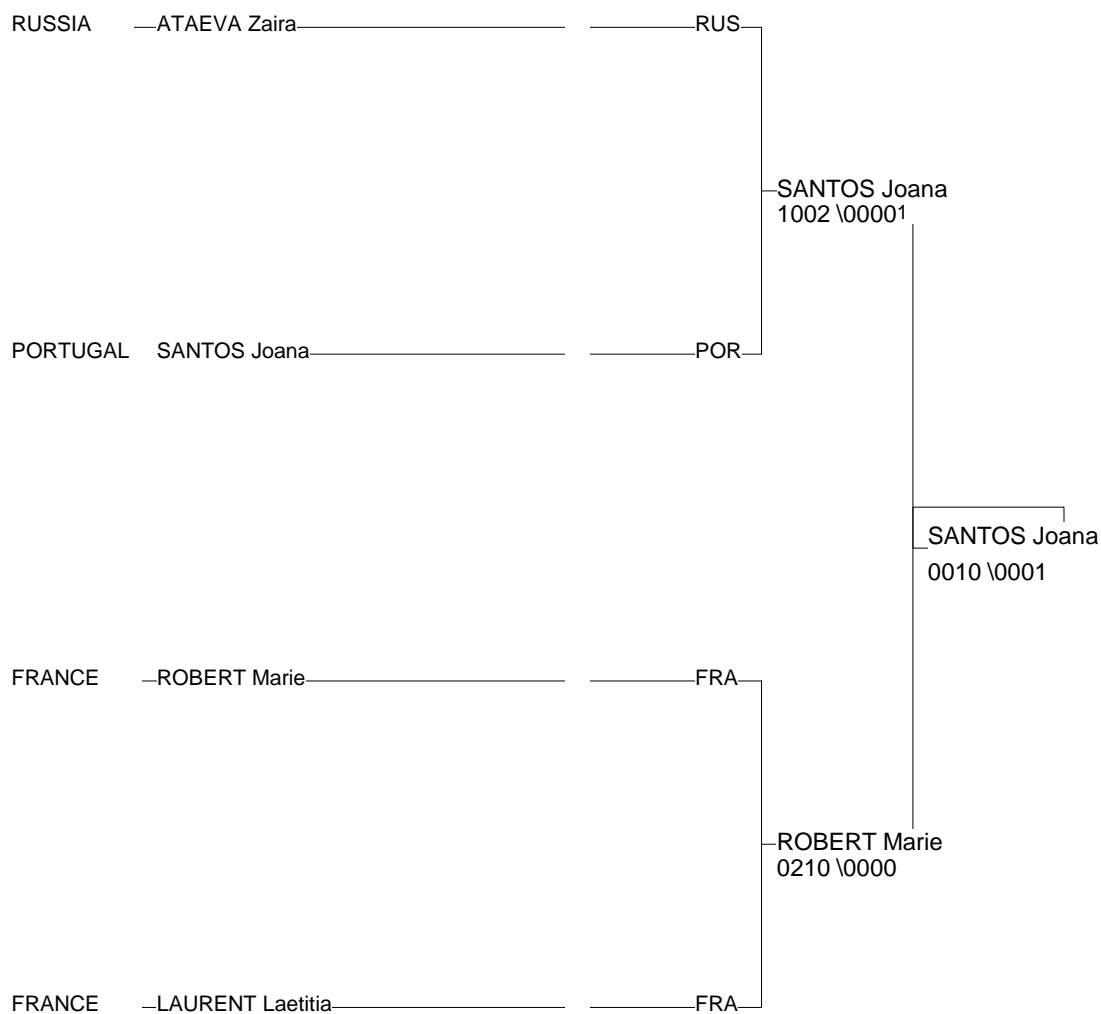 RUSSIA ATAEVA Zaira RUS
SANTOS Joana
1002 \00001
PORTUGAL SANTOS Joana POR
SANTOS Joana
0010 \0001
FRANCE ROBERT Marie FRA
ROBERT Marie
0210 \0000
FRANCE LAURENT Laetitia FRA